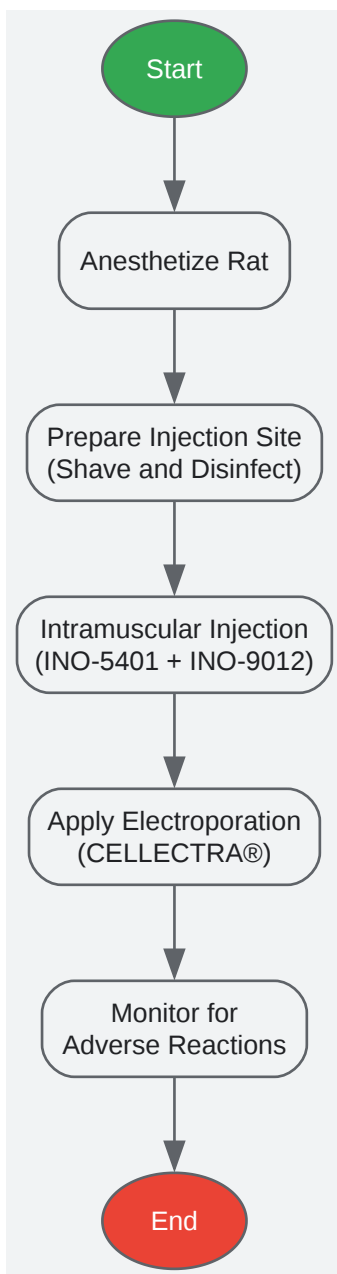 Start
Anesthetize Rat
Prepare Injection Site
(Shave and Disinfect)
Intramuscular Injection
(INO-5401 + INO-9012)
Apply Electroporation
(CELLECTRA®)
Monitor for
Adverse Reactions
End